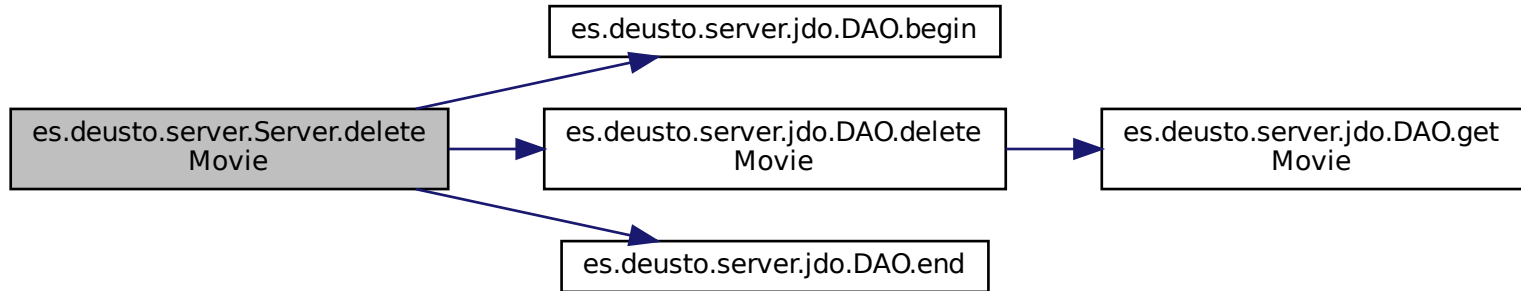 es.deusto.server.jdo.DAO.begin
es.deusto.server.Server.delete
Movie
es.deusto.server.jdo.DAO.delete
Movie
es.deusto.server.jdo.DAO.get
Movie
es.deusto.server.jdo.DAO.end